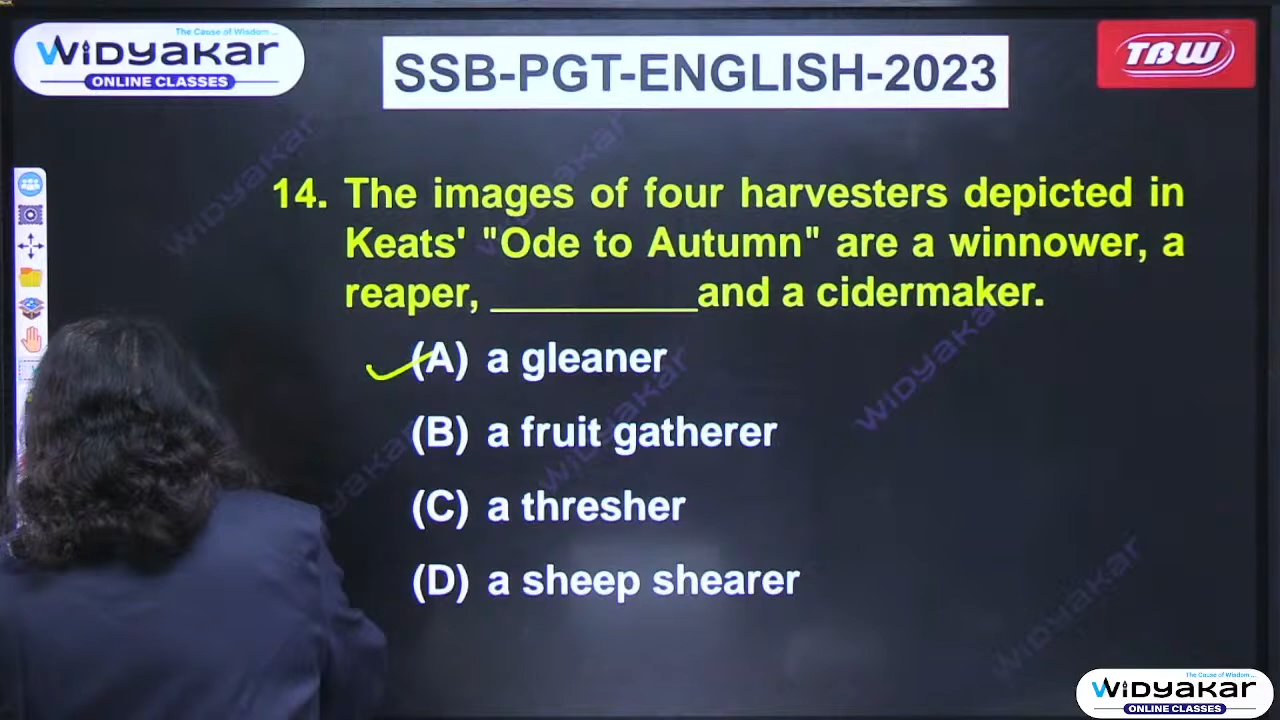 The Cause of Wisdom...
WiDYAKAR
ONLINE CLASSES
SSB-PGT-ENGLISH-2023
TBW
14. The images of four harvesters depicted in
Keats' "Ode to Autumn" are a winnower, a
reaper, __________and a cidermaker.
(A) a gleaner
(B) a fruit gatherer
(C) a thresher
(D) a sheep shearer
The Cause of Wisdom...
WiDYAKAR
ONLINE CLASSES